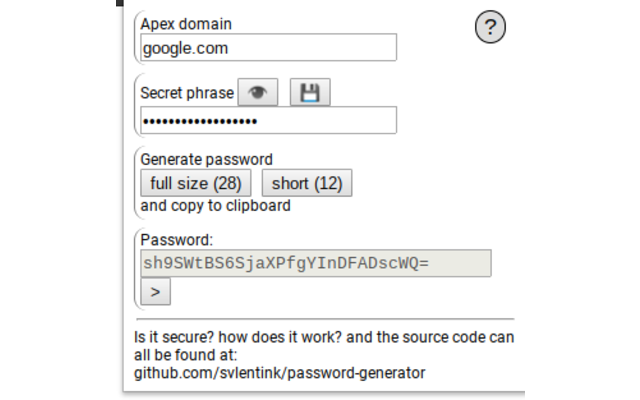 Apex domain
?
google.com
Secret phrase
••••••••••••••••••
Generate password
full size (28) short (12)
and copy to clipboard
Password:
sh9SWtBS6SjaXPfgYInDFADscWQ=
>
Is it secure? how does it work? and the source code can
all be found at:
github.com/svlentink/password-generator